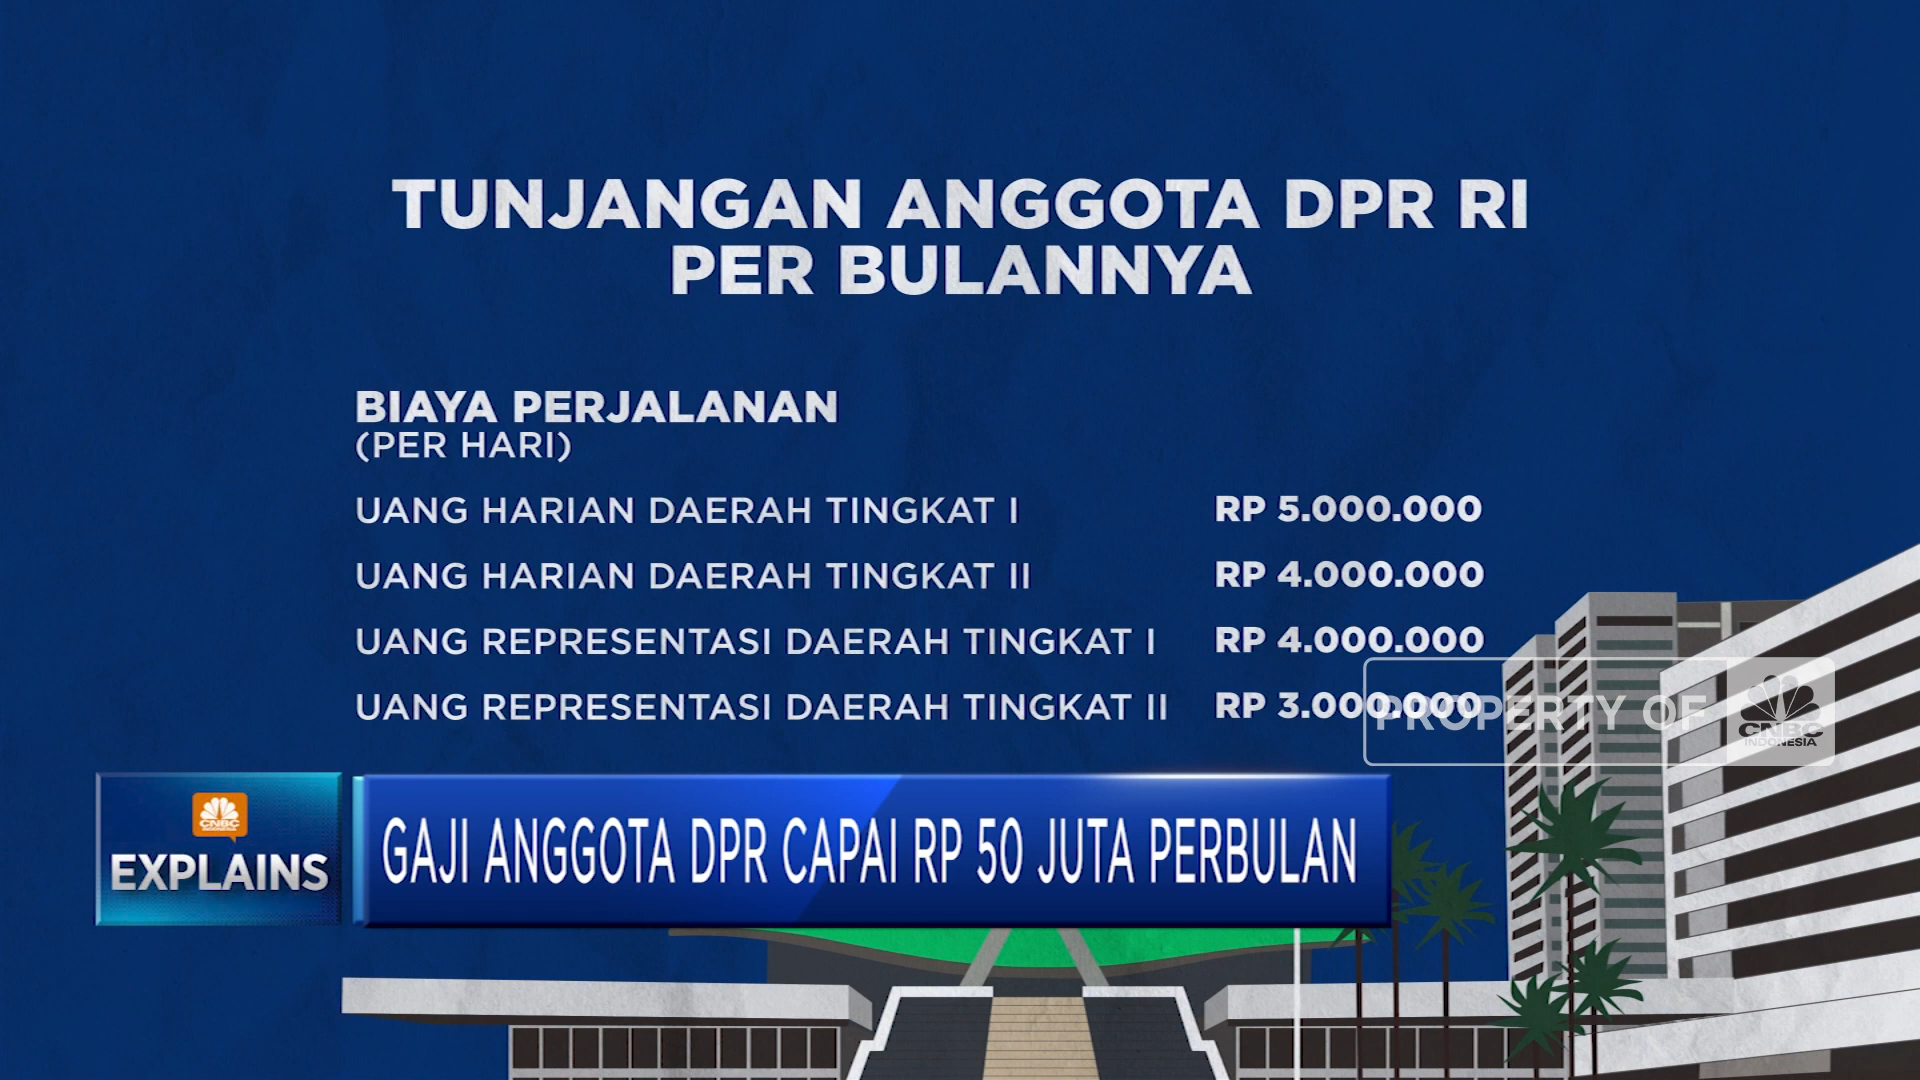 TUNJANGAN ANGGOTA DPR RI
PER BULANNYA
BIAYA PERJALANAN
(PER HARI)
UANG HARIAN DAERAH TINGKAT I RP 5.000.000
UANG HARIAN DAERAH TINGKAT II RP 4.000.000
UANG REPRESENTASI DAERAH TINGKAT I RP 4.000.000
UANG REPRESENTASI DAERAH TINGKAT II RP 3.000.000
PROPERTY OF
CNBC
INDONESIA
CNBC
INDONESIA
EXPLAINS
GAJI ANGGOTA DPR CAPAI RP 50 JUTA PERBULAN